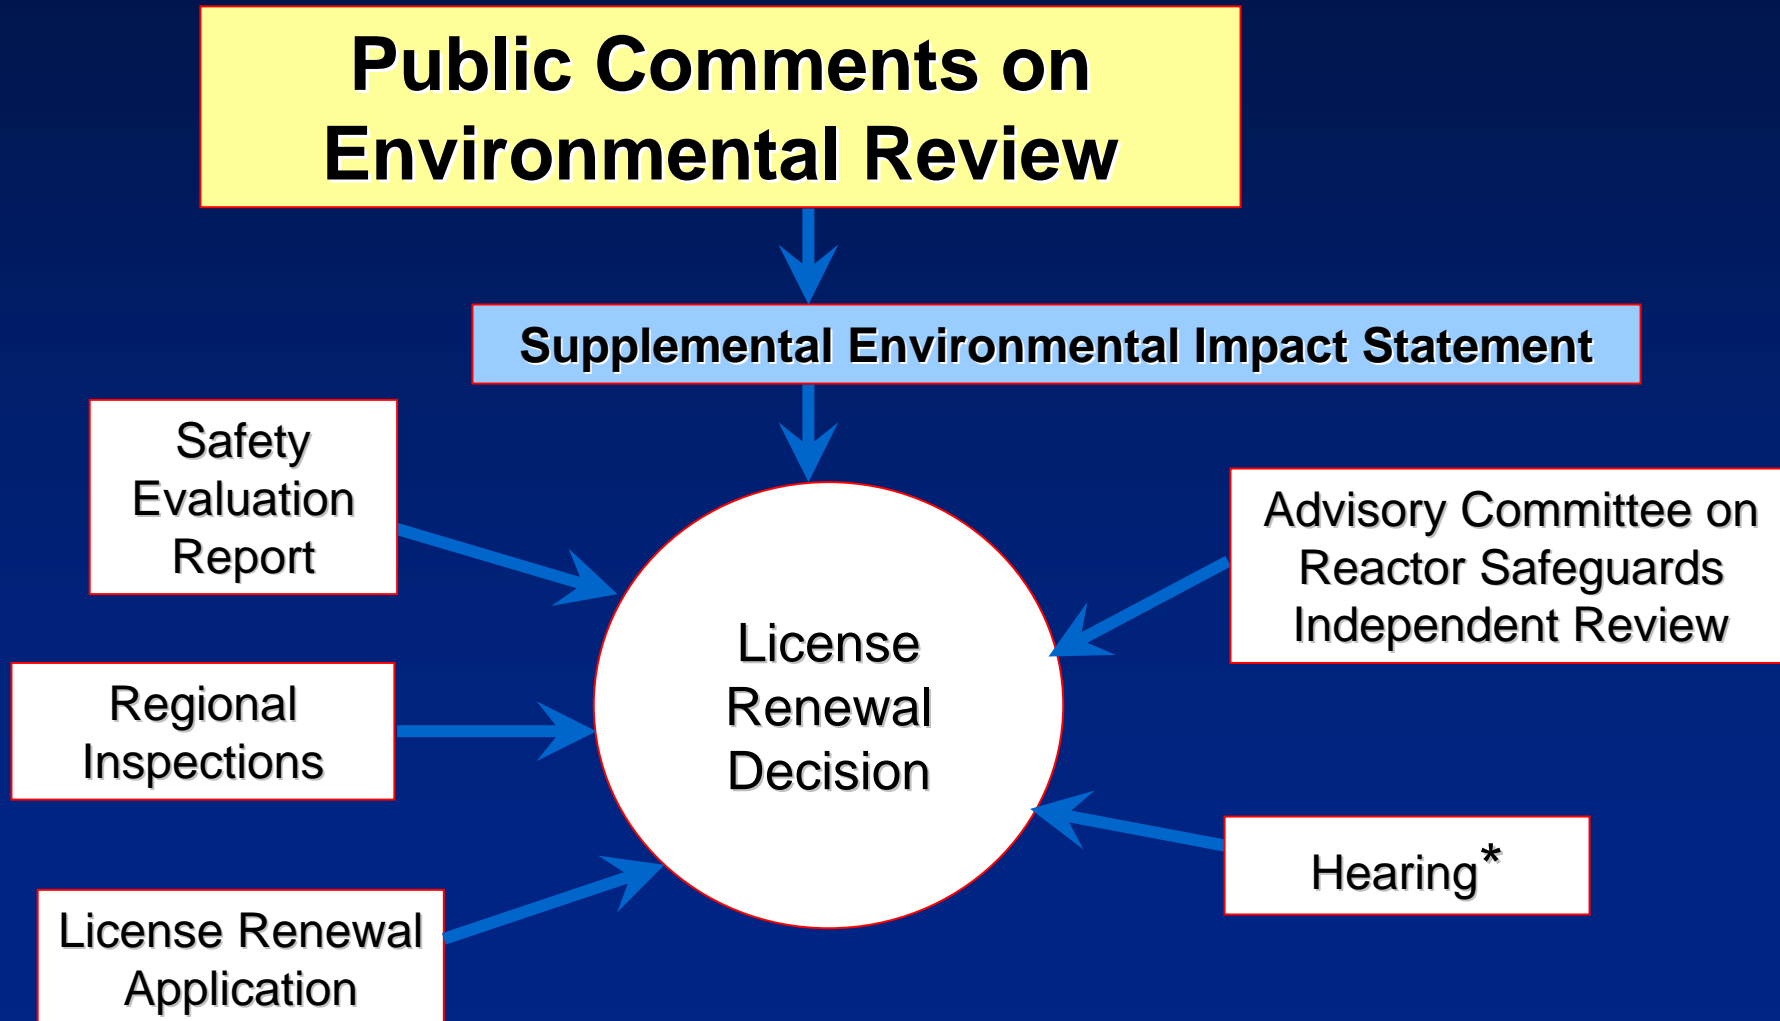 Public Comments on
Environmental Review
Supplemental Environmental Impact Statement
Safety
Evaluation
Report
Advisory Committee on
Reactor Safeguards
Independent Review
License
Renewal
Decision
Regional
Inspections
Hearing*
License Renewal
Application